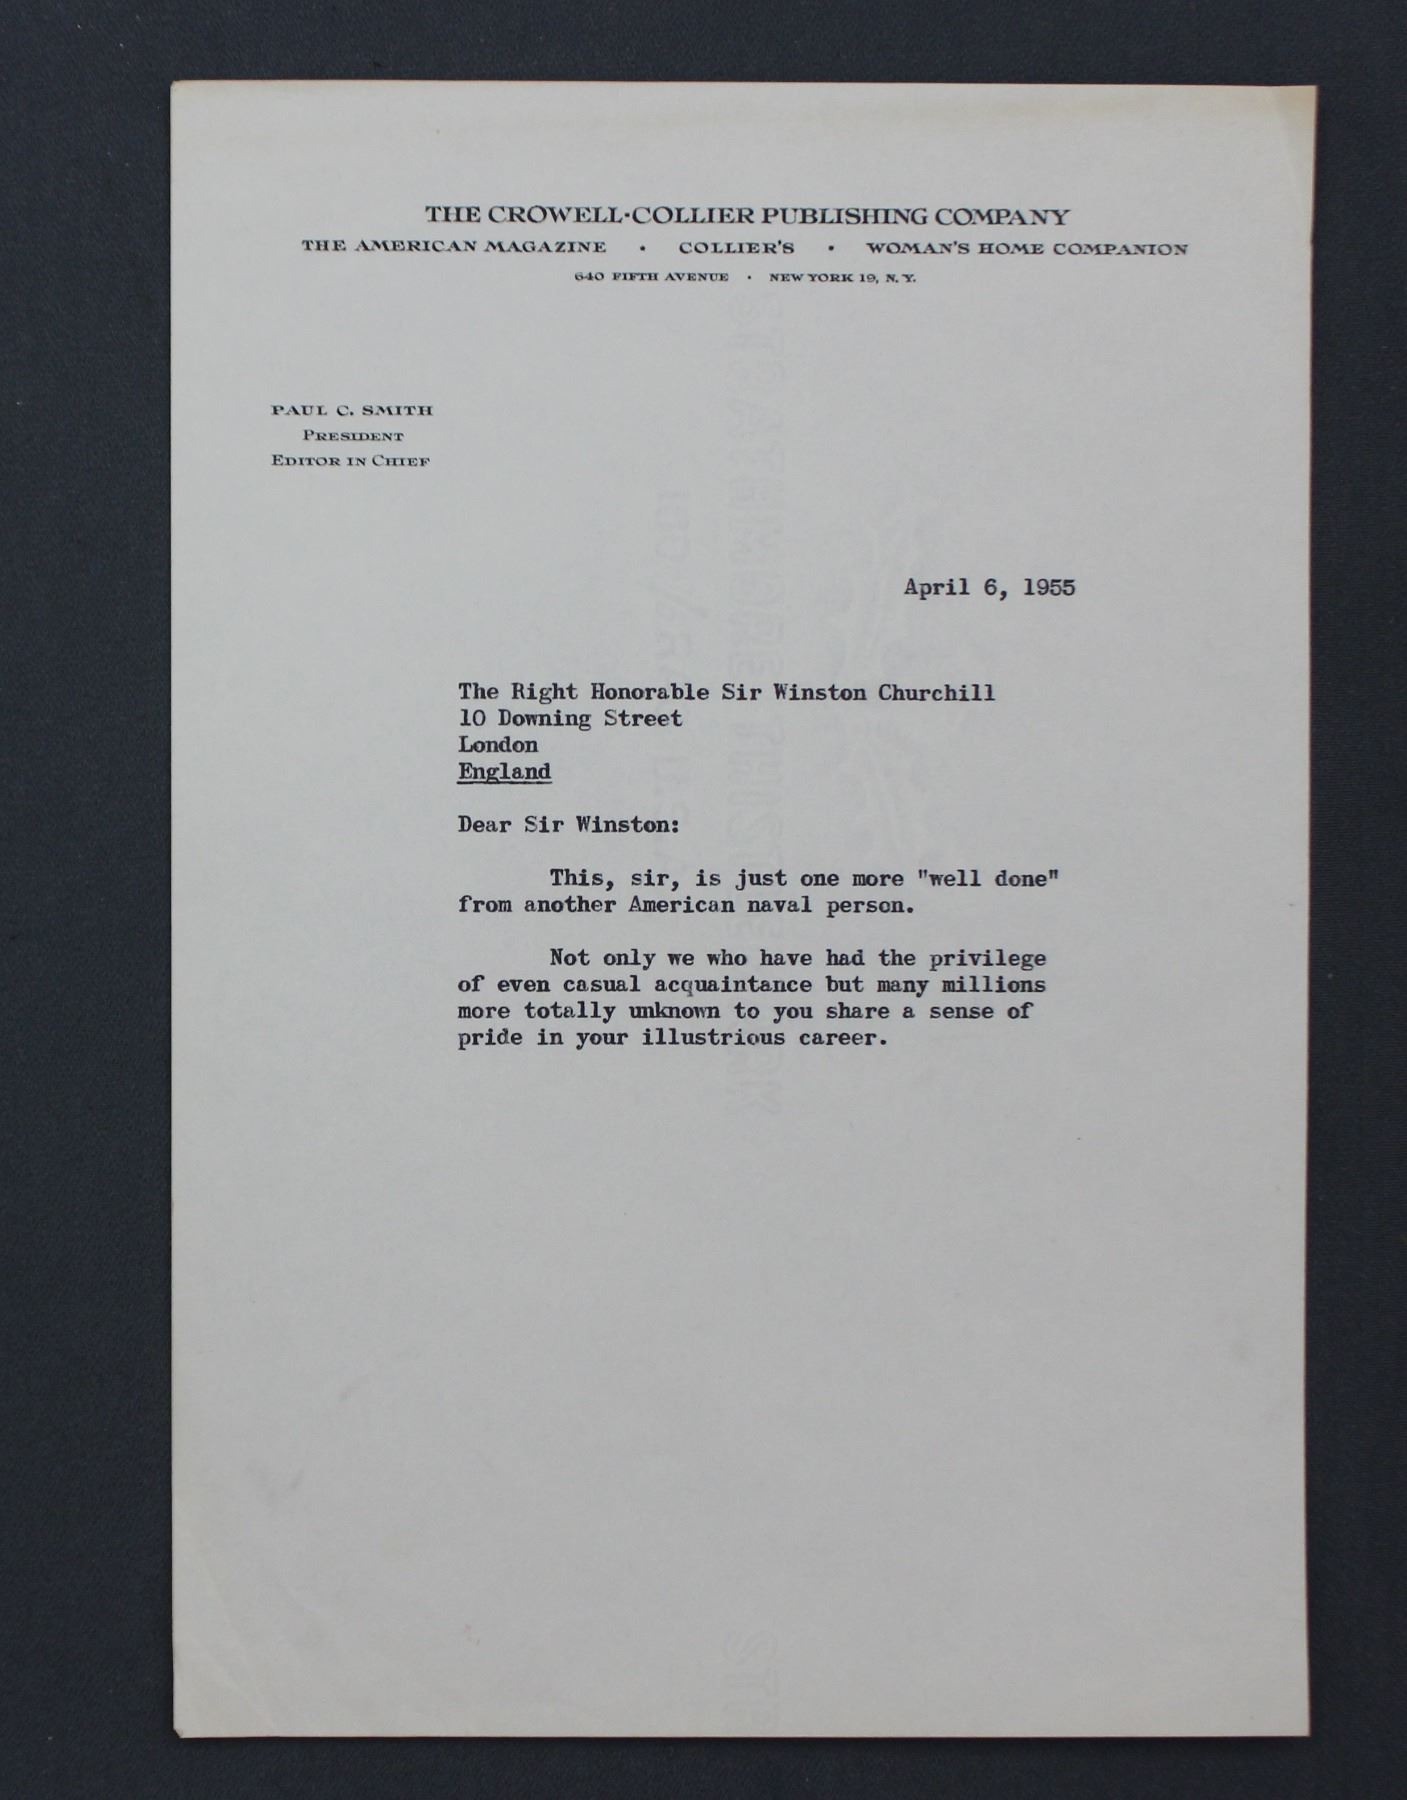 THE CROWELL·COLLIER PUBLISHING COMPANY
THE AMERICAN MAGAZINE · COLLIER'S · WOMAN'S HOME COMPANION
640 FIFTH AVENUE · NEW YORK 19, N.Y.
PAUL C. SMITH
PRESIDENT
EDITOR IN CHIEF
April 6, 1955
The Right Honorable Sir Winston Churchill
10 Downing Street
London
England
Dear Sir Winston:
This, sir, is just one more "well done"
from another American naval person.
Not only we who have had the privilege
of even casual acquaintance but many millions
more totally unknown to you share a sense of
pride in your illustrious career.